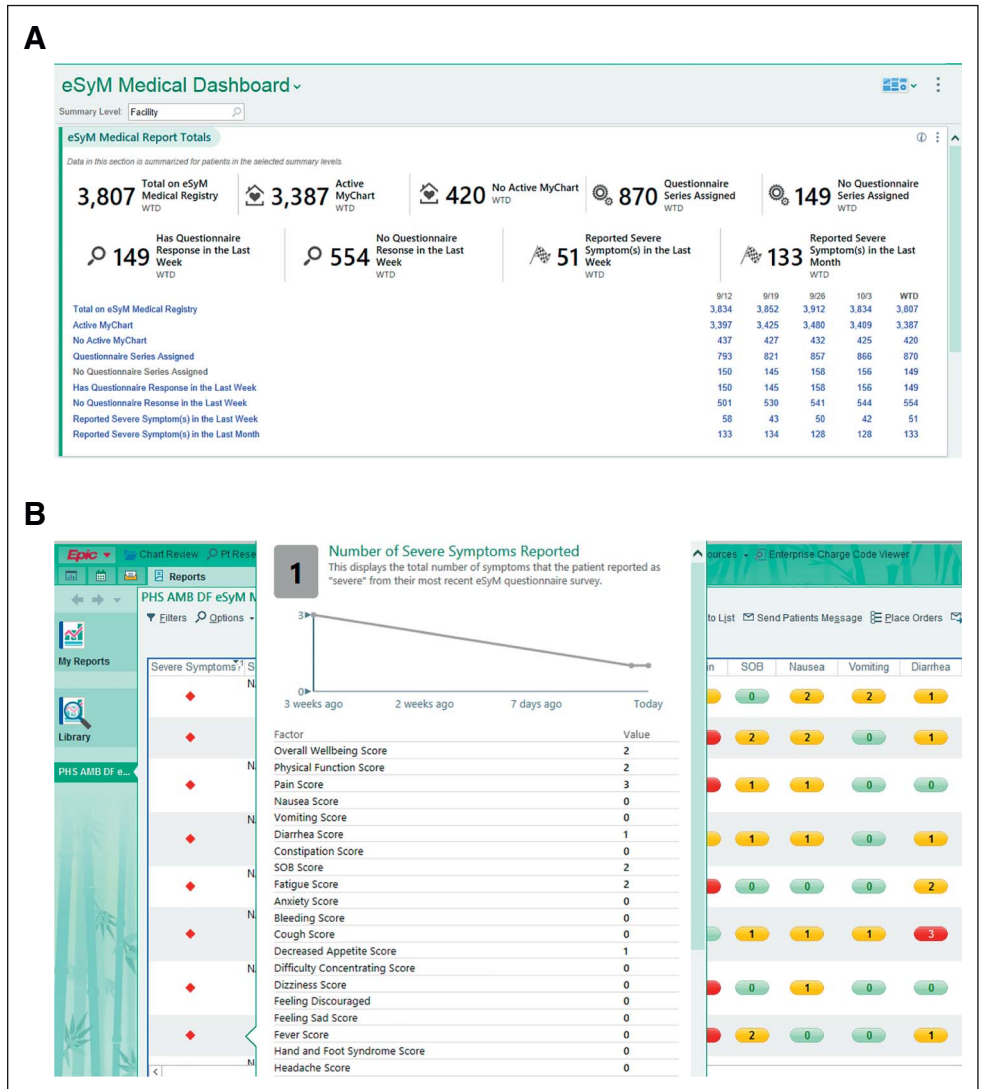 A
eSyM Medical Dashboard
Summary Level: Facility
eSyM Medical Report Totals
Data in this section is summarized for patients in the selected summary levels.
3,807 Total on eSyM Medical Registry WTD
3,387 Active MyChart WTD
420 No Active MyChart WTD
870 Questionnaire Series Assigned WTD
149 No Questionnaire Series Assigned WTD
149 Has Questionnaire Response in the Last Week WTD
554 No Questionnaire Resonse in the Last Week WTD
51 Reported Severe Symptom(s) in the Last Week WTD
133 Reported Severe Symptom(s) in the Last Month WTD
9/12 9/19 9/26 10/3 WTD
Total on eSyM Medical Registry 3,834 3,852 3,912 3,834 3,807
Active MyChart 3,397 3,425 3,480 3,409 3,387
No Active MyChart 437 427 432 425 420
Questionnaire Series Assigned 793 821 857 866 870
No Questionnaire Series Assigned 150 145 158 156 149
Has Questionnaire Response in the Last Week 150 145 158 156 149
No Questionnaire Resonse in the Last Week 501 530 541 544 554
Reported Severe Symptom(s) in the Last Week 58 43 50 42 51
Reported Severe Symptom(s) in the Last Month 133 134 128 128 133
B
Epic Chart Review Pt Rese
Reports
PHS AMB DF eSyM M
Filters Options
My Reports
Library
PHS AMB DF e...
Severe Symptoms 1 S
N
N
N
N
N
N
N
1
Number of Severe Symptoms Reported
This displays the total number of symptoms that the patient reported as
"severe" from their most recent eSyM questionnaire survey.
3
0
3 weeks ago 2 weeks ago 7 days ago Today
Factor Value
Overall Wellbeing Score 2
Physical Function Score 2
Pain Score 3
Nausea Score 0
Vomiting Score 0
Diarrhea Score 1
Constipation Score 0
SOB Score 2
Fatigue Score 2
Anxiety Score 0
Bleeding Score 0
Cough Score 0
Decreased Appetite Score 1
Difficulty Concentrating Score 0
Dizziness Score 0
Feeling Discouraged 0
Feeling Sad Score 0
Fever Score 0
Hand and Foot Syndrome Score 0
Headache Score 0
ources Enterprise Charge Code Viewer
to List Send Patients Message Place Orders
in SOB Nausea Vomiting Diarrhea
0 2 2 1
2 2 0 1
1 1 0 0
1 1 0 1
0 0 0 2
1 1 1 3
0 1 0 0
2 0 0 1